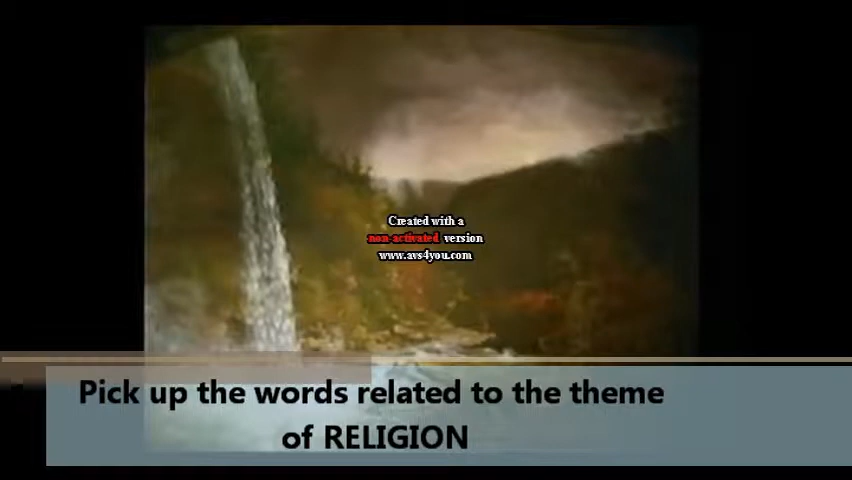 Created with a
non-activated version
www.avs4you.com
Pick up the words related to the theme
of RELIGION